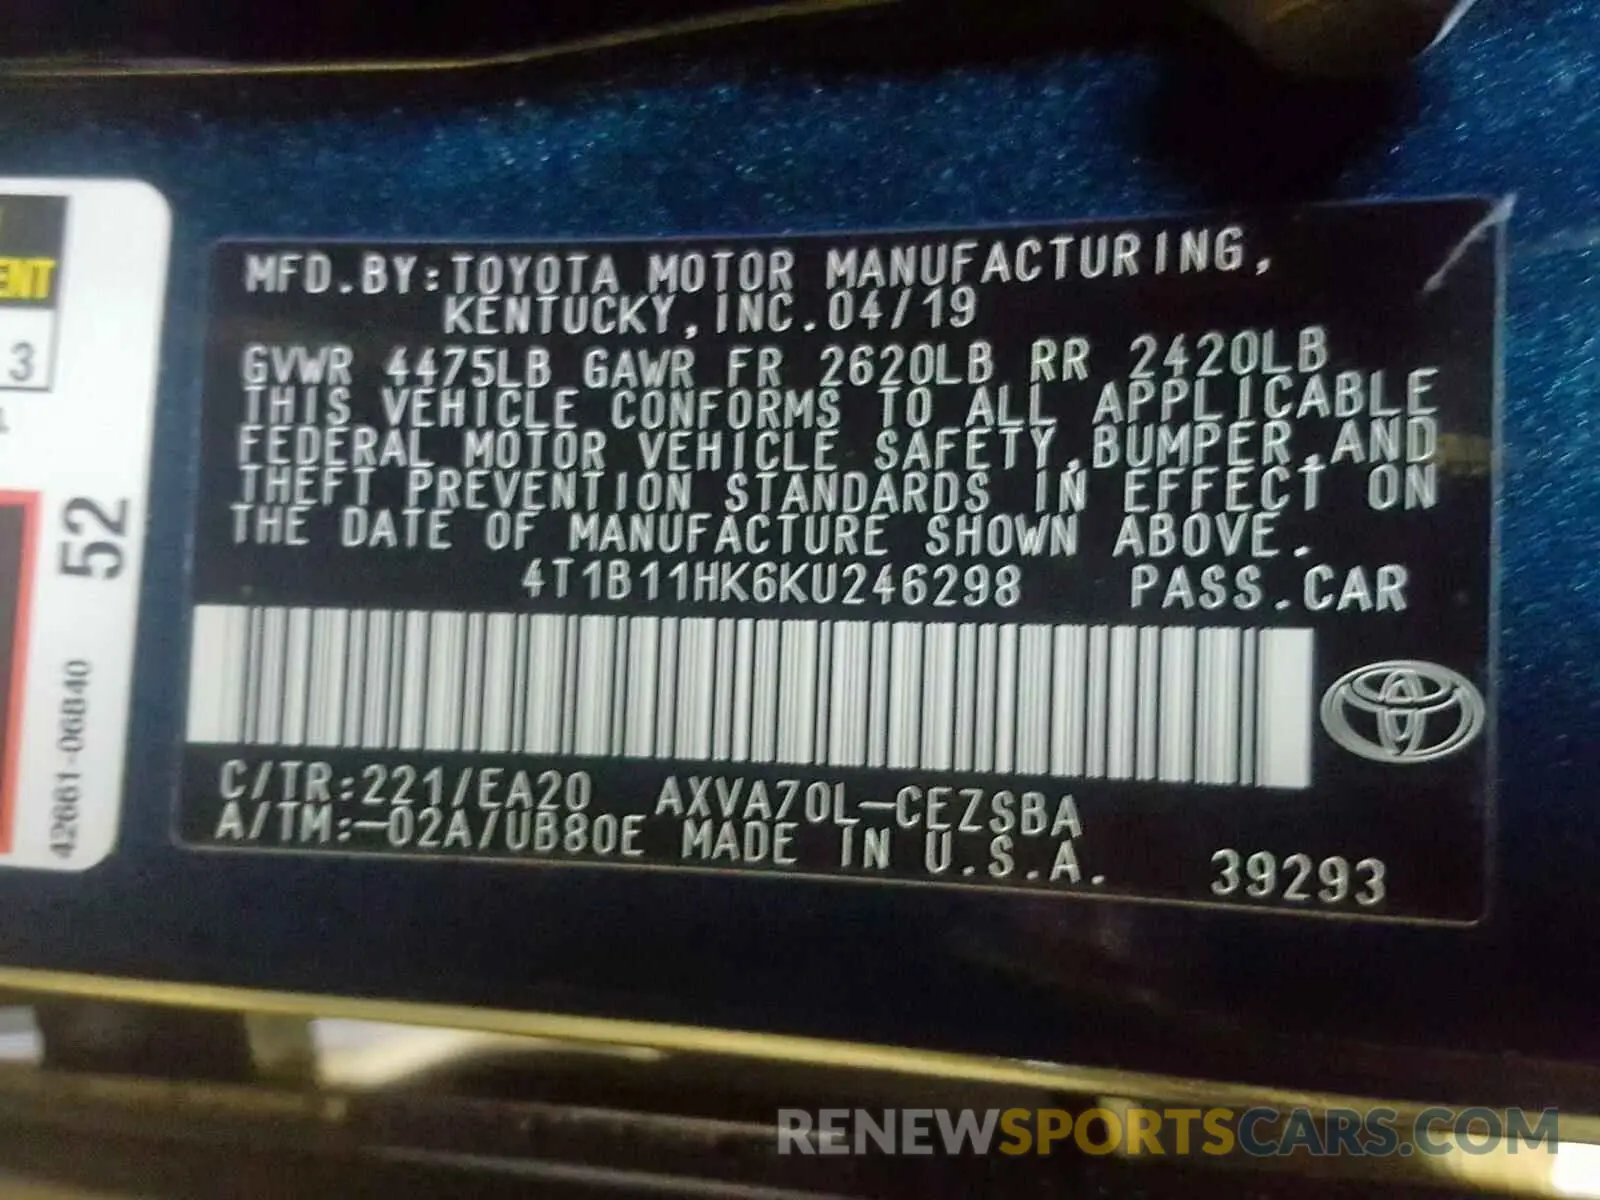 MFD.BY:TOYOTA MOTOR MANUFACTURING,
KENTUCKY,INC.04/19
GVWR 4475LB GAWR FR 2620LB RR 2420LB
THIS VEHICLE CONFORMS TO ALL APPLICABLE
FEDERAL MOTOR VEHICLE SAFETY,BUMPER,AND
THEFT PREVENTION STANDARDS IN EFFECT ON
THE DATE OF MANUFACTURE SHOWN ABOVE.
4T1B11HK6KU246298 PASS.CAR
C/TR:221/EA20 AXVA70L-CEZSBA
A/TM:-02A/UB80E MADE IN U.S.A. 39293
3
52
42661-06B40
RENEWSPORTSCARS.COM